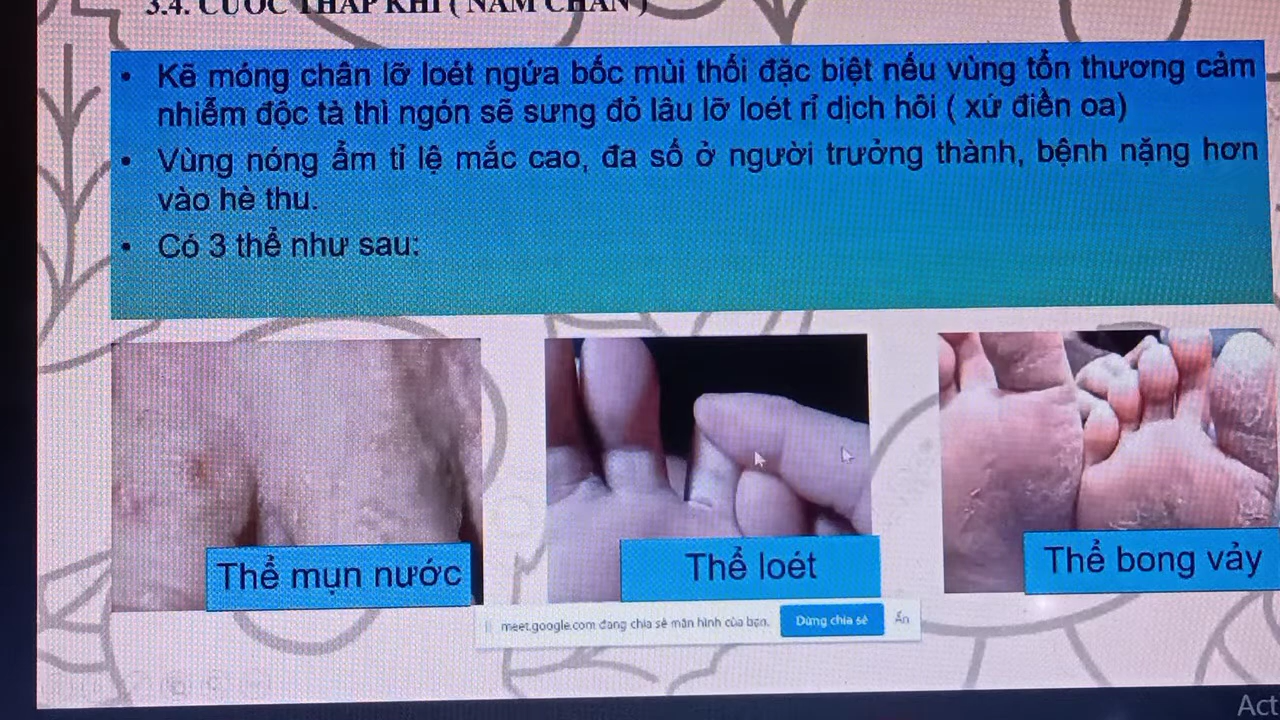 3.4. CƯỚC THẤP KHÍ ( NẤM CHÂN )
• Kẽ móng chân lỡ loét ngứa bốc mùi thối đặc biệt nếu vùng tổn thương cảm
nhiễm độc tà thì ngón sẽ sưng đỏ lâu lỡ loét rỉ dịch hôi ( xứ điền oa)
• Vùng nóng ẩm tỉ lệ mắc cao, đa số ở người trưởng thành, bệnh nặng hơn
vào hè thu.
• Có 3 thể như sau:
Thể mụn nước
Thể loét
Thể bong vảy
meet.google.com đang chia sẻ màn hình của bạn.
Dừng chia sẻ
Ẩn
Act